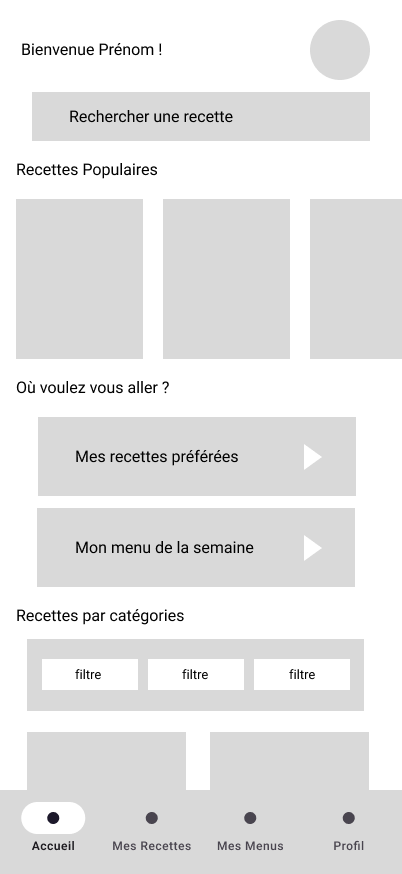 Bienvenue Prénom !
Rechercher une recette
Recettes Populaires
Où voulez vous aller ?
Mes recettes préférées
Mon menu de la semaine
Recettes par catégories
filtre filtre filtre
Accueil Mes Recettes Mes Menus Profil